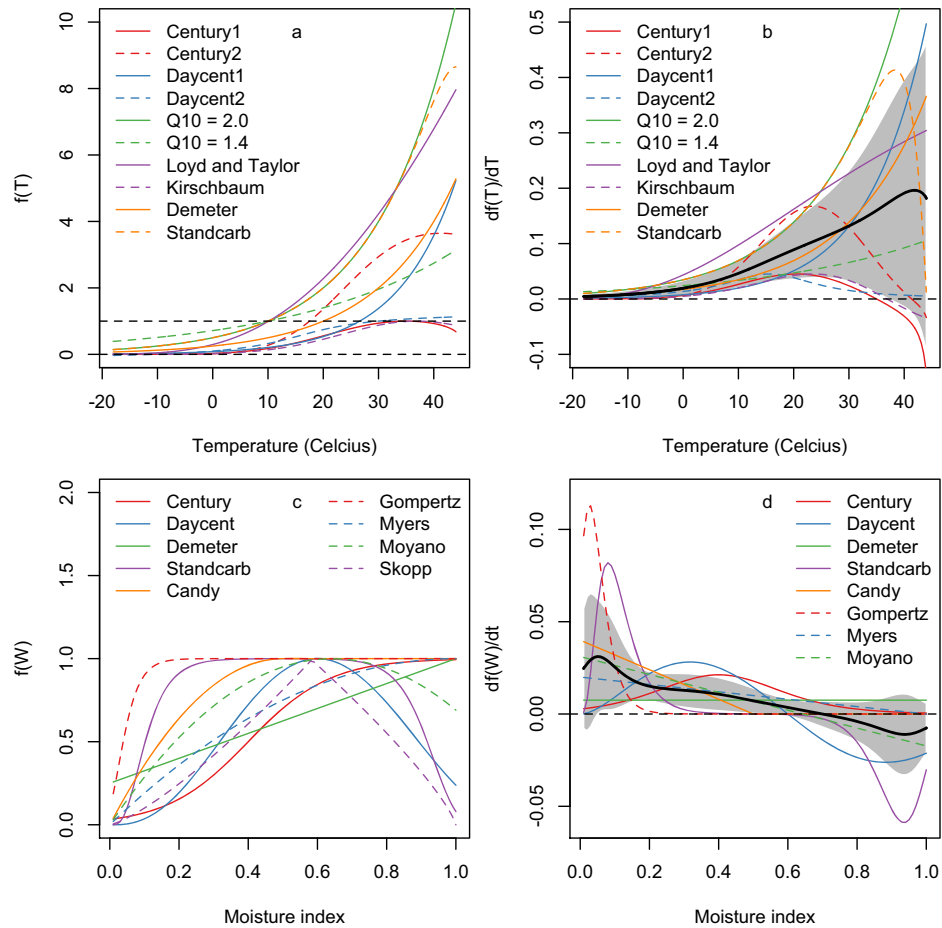 a
Century1
Century2
Daycent1
Daycent2
Q10 = 2.0
Q10 = 1.4
Loyd and Taylor
Kirschbaum
Demeter
Standcarb
f(T)
10
8
6
4
2
0
-20
-10
0
10
20
30
40
Temperature (Celcius)
b
Century1
Century2
Daycent1
Daycent2
Q10 = 2.0
Q10 = 1.4
Loyd and Taylor
Kirschbaum
Demeter
Standcarb
df(T)/dT
0.5
0.4
0.3
0.2
0.1
0.0
-0.1
-20
-10
0
10
20
30
40
Temperature (Celcius)
c
Century
Daycent
Demeter
Standcarb
Candy
Gompertz
Myers
Moyano
Skopp
f(W)
2.0
1.5
1.0
0.5
0.0
0.0
0.2
0.4
0.6
0.8
1.0
Moisture index
d
Century
Daycent
Demeter
Standcarb
Candy
Gompertz
Myers
Moyano
df(W)/dt
0.10
0.05
0.00
-0.05
0.0
0.2
0.4
0.6
0.8
1.0
Moisture index